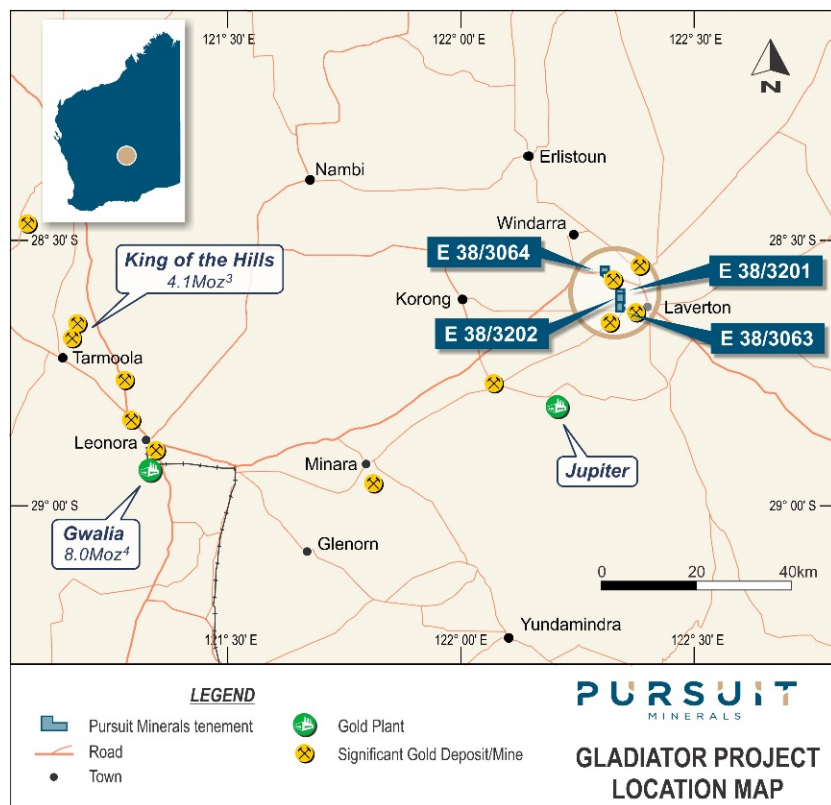 121° 30' E
122° 00' E
122° 30' E
N
Erlistoun
Nambi
Windarra
28° 30' S
28° 30' S
E 38/3064
King of the Hills
4.1Moz³
E 38/3201
Korong
Laverton
E 38/3202
E 38/3063
Tarmoola
Leonora
Minara
Jupiter
29° 00' S
29° 00' S
Gwalia
8.0Moz⁴
Glenorn
0 20 40km
Yundamindra
121° 30' E
122° 00' E
122° 30' E
LEGEND
Pursuit Minerals tenement
Road
Town
Gold Plant
Significant Gold Deposit/Mine
PURSUIT
MINERALS
GLADIATOR PROJECT
LOCATION MAP